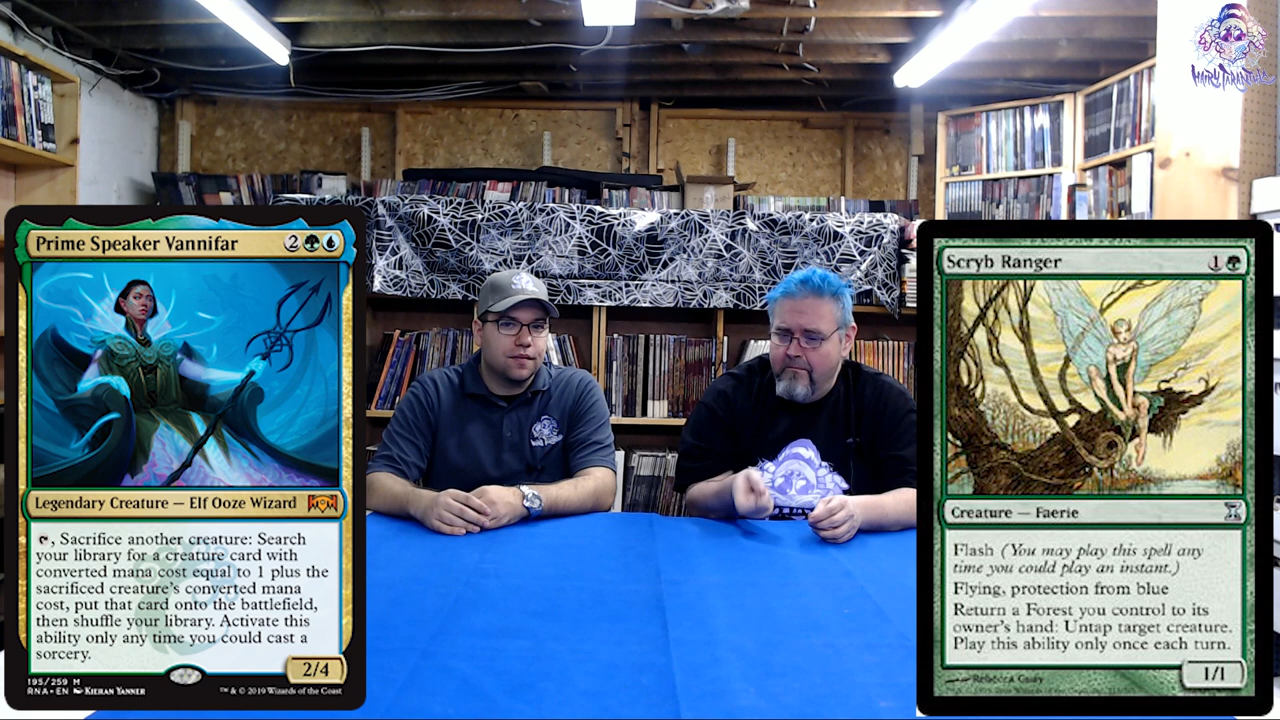 HAIRY TARANTULA
Prime Speaker Vannifar 2
Legendary Creature — Elf Ooze Wizard
, Sacrifice another creature: Search
your library for a creature card with
converted mana cost equal to 1 plus the
sacrificed creature's converted mana
cost, put that card onto the battlefield,
then shuffle your library. Activate this
ability only any time you could cast a
sorcery.
2/4
195/259 M
RNA • EN KIERAN YANNER
™ & © 2019 Wizards of the Coast
Scryb Ranger 1
Creature — Faerie
Flash (You may play this spell any
time you could play an instant.)
Flying, protection from blue
Return a Forest you control to its
owner's hand: Untap target creature.
Play this ability only once each turn.
1/1
Rebecca Guay